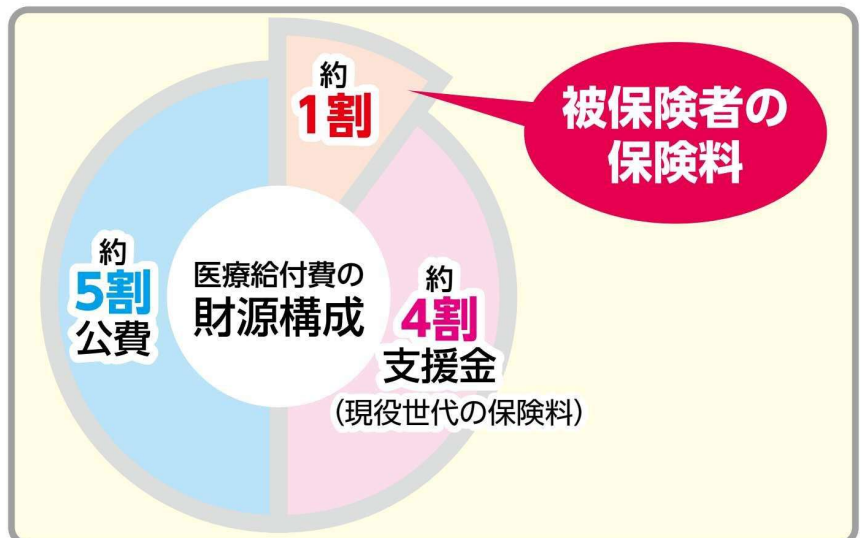 約
1割
被保険者の
保険料
約
5割
公費
医療給付費の
財源構成
約
4割
支援金
(現役世代の保険料)